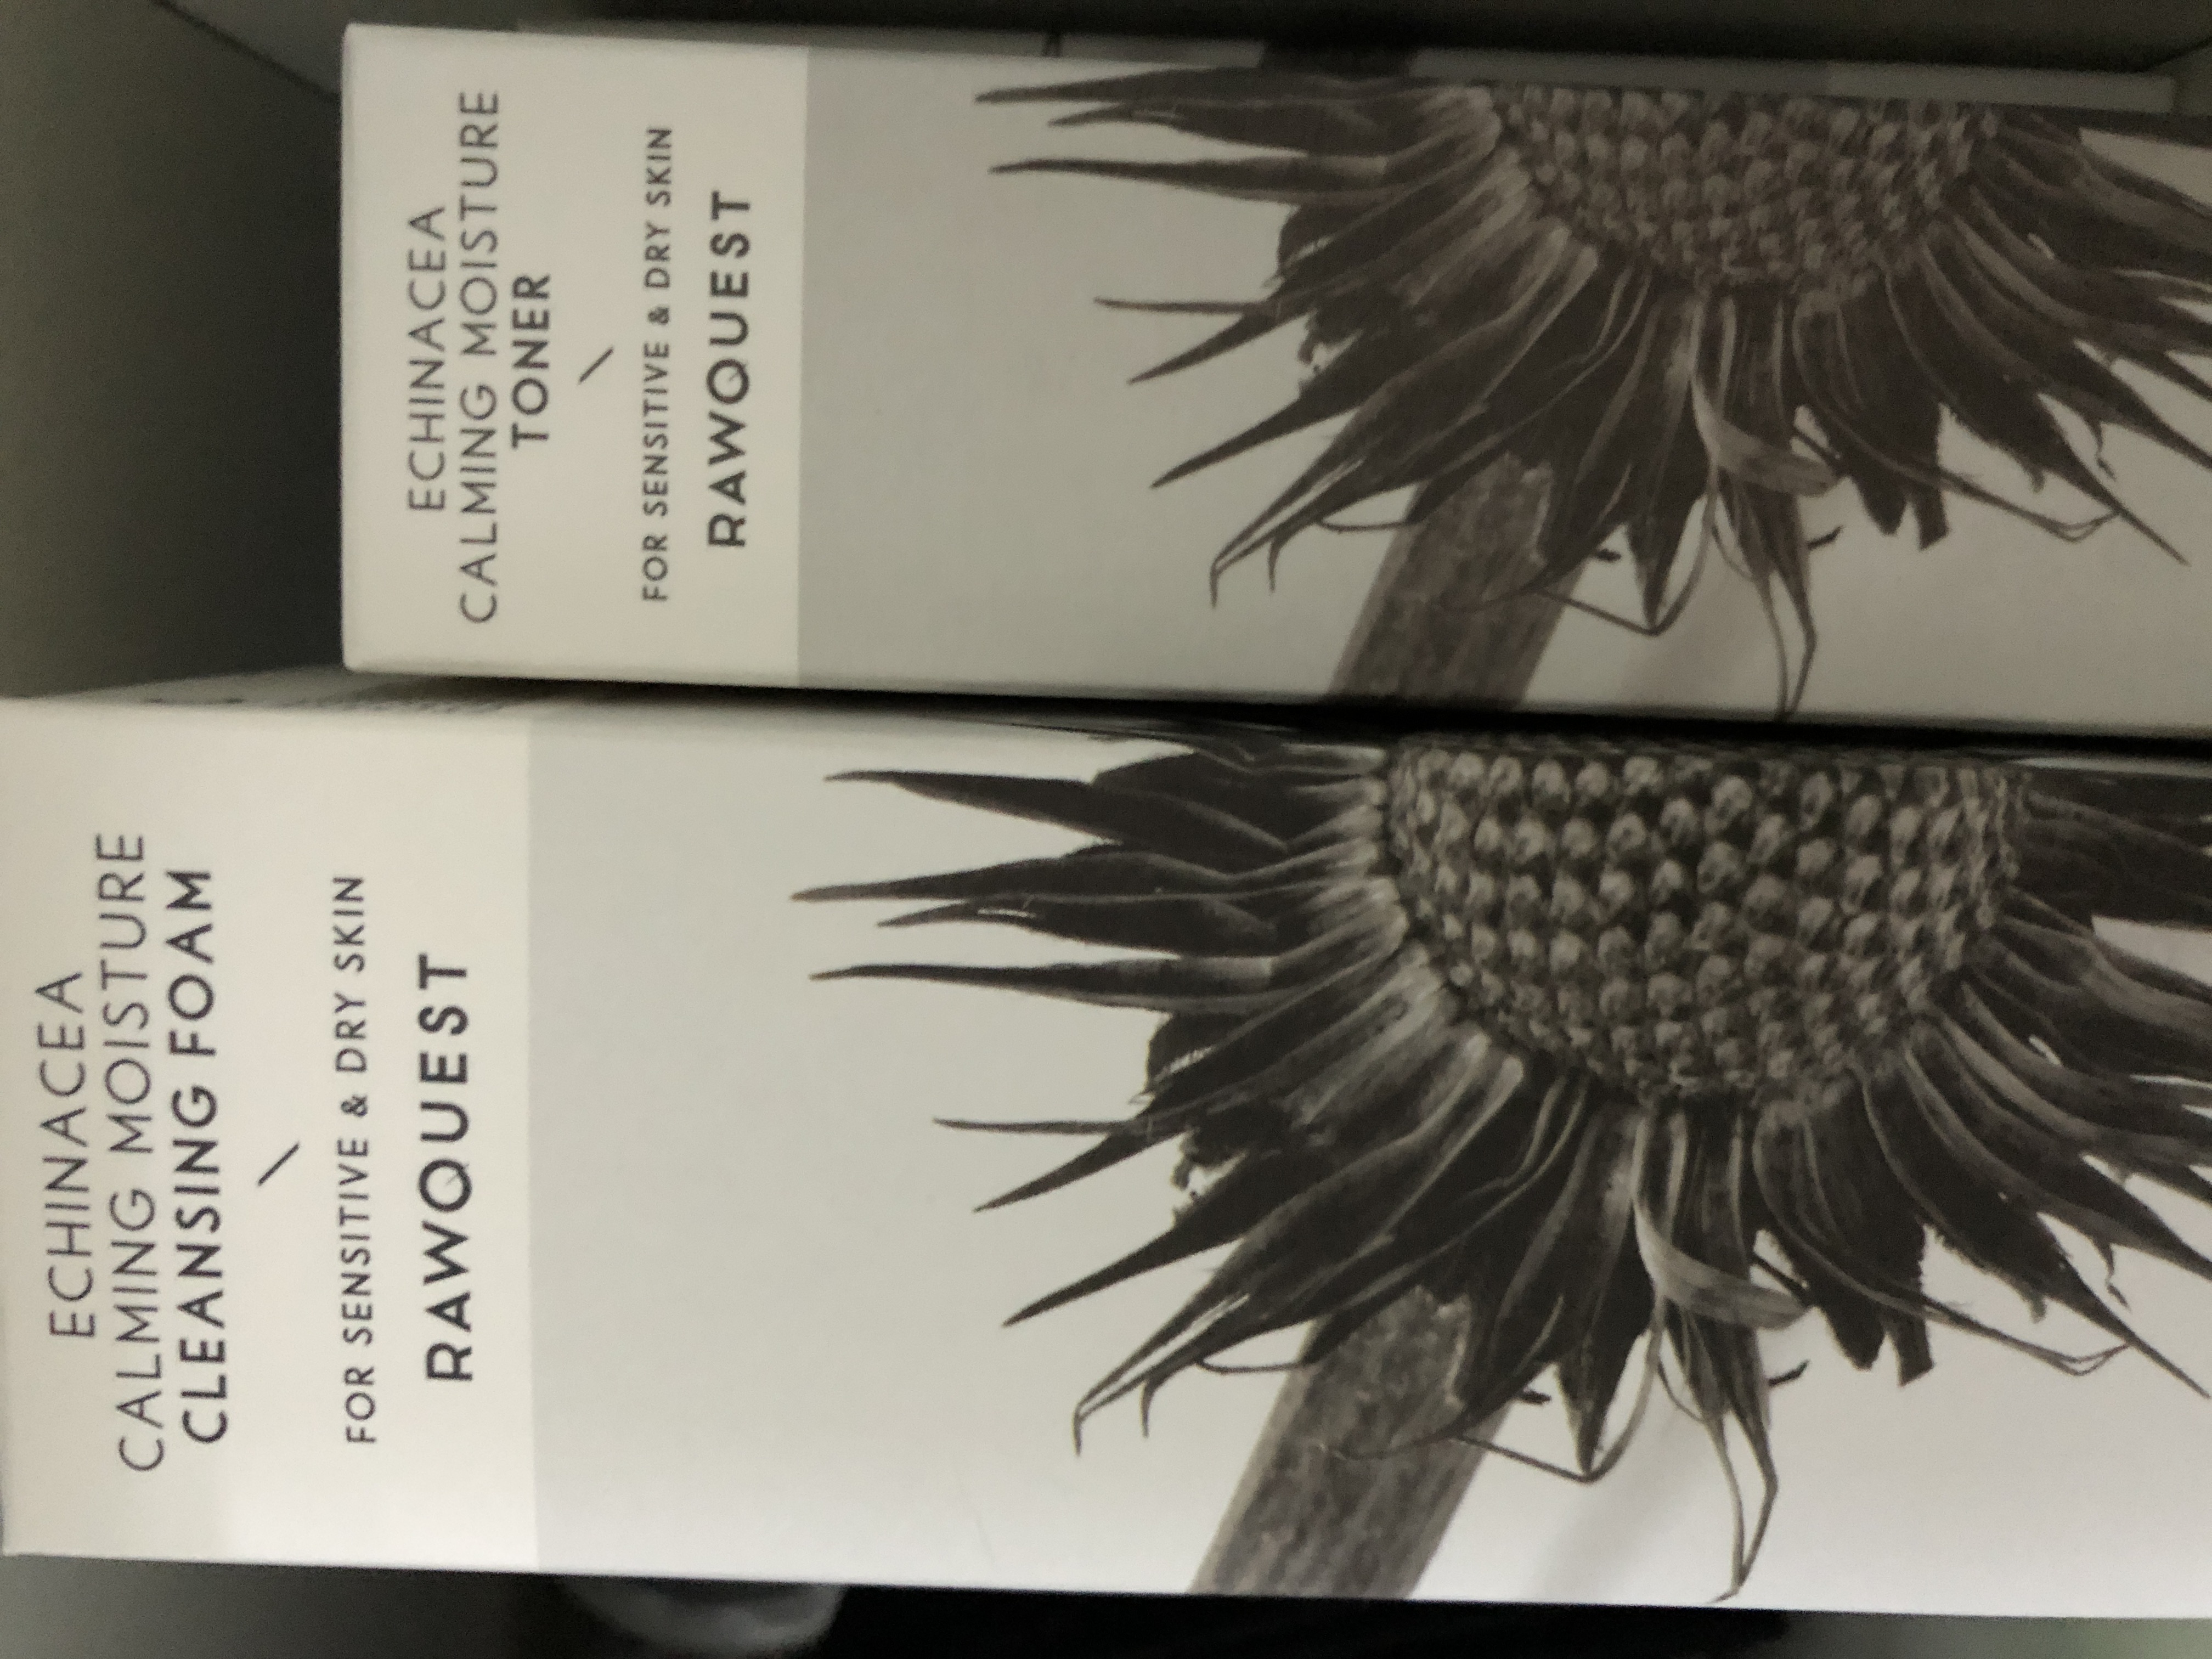 ECHINACEA
CALMING MOISTURE
TONER
FOR SENSITIVE & DRY SKIN
RAWQUEST
ECHINACEA
CALMING MOISTURE
CLEANSING FOAM
FOR SENSITIVE & DRY SKIN
RAWQUEST